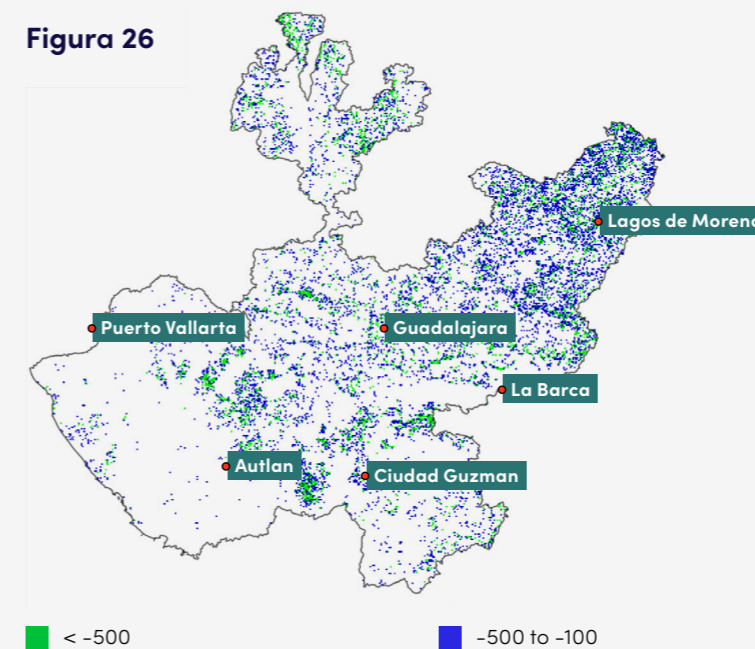 Figura 26
Lagos de Moreno
Puerto Vallarta
Guadalajara
La Barca
Autlan
Ciudad Guzman
< -500
-500 to -100